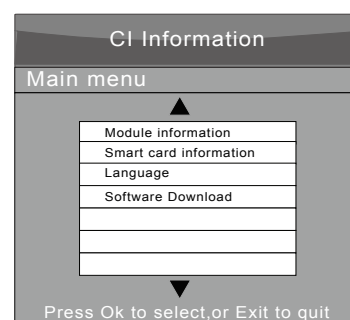 CI Information
Main menu
Module information
Smart card information
Language
Software Download
Press Ok to select,or Exit to quit